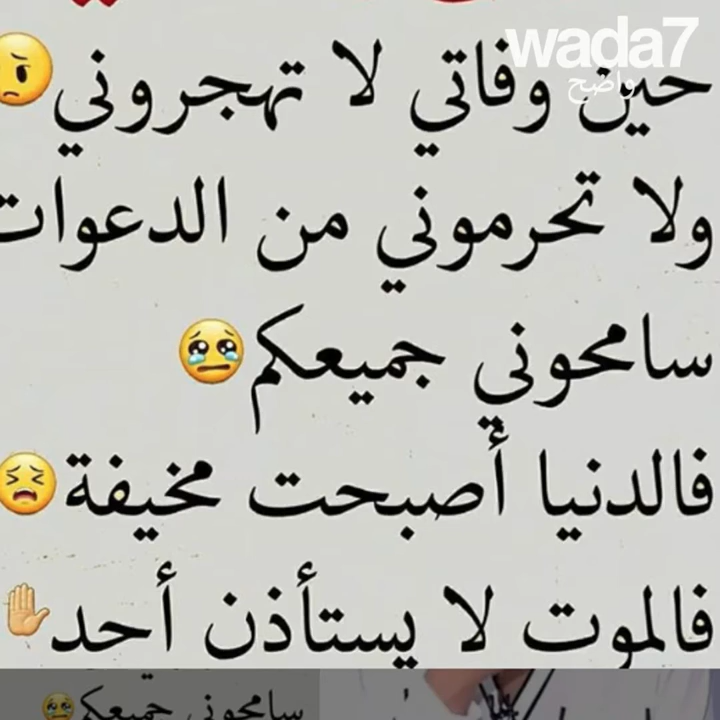 wada7
واضح
حين وفاتي لا تهجروني
ولا تحرموني من الدعوات
سامحوني جميعكم
فالدنيا أصبحت مخيفة
فالموت لا يستأذن أحد
سامحوني جميعكم